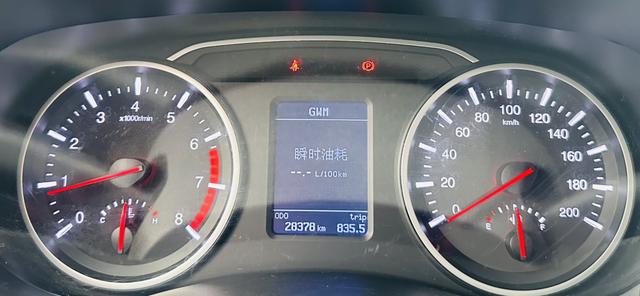 GWM
瞬时油耗
--.- L/100km
ODO trip
28378 km 835.5
x1000r/min
0 1 2 3 4 5 6 7 8
C H
km/h
0 20 40 60 80 100 120 140 160 180 200
E F
P